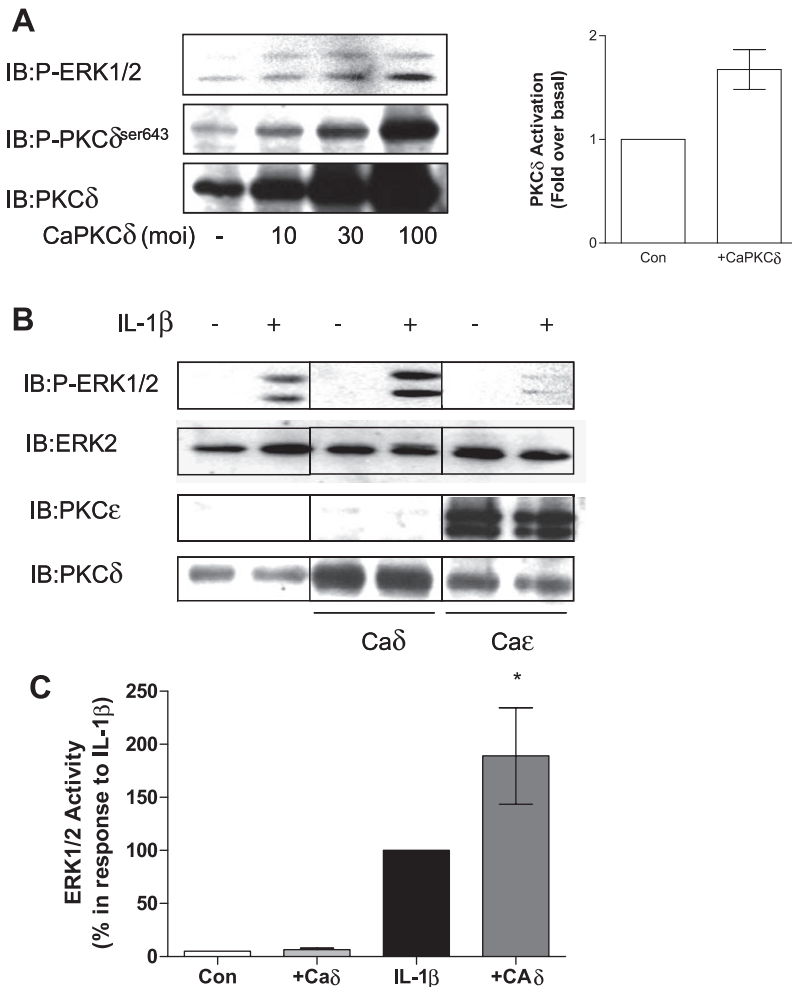 A
IB:P-ERK1/2
IB:P-PKCδser643
IB:PKCδ
CaPKCδ (moi) - 10 30 100
PKCδ Activation
(Fold over basal)
2
1
0
Con +CaPKCδ
B
IL-1β - + - + - +
IB:P-ERK1/2
IB:ERK2
IB:PKCε
IB:PKCδ
Caδ Caε
C
ERK1/2 Activity
(% in response to IL-1β)
250
200
150
100
50
0
*
Con +Caδ IL-1β +CAδ